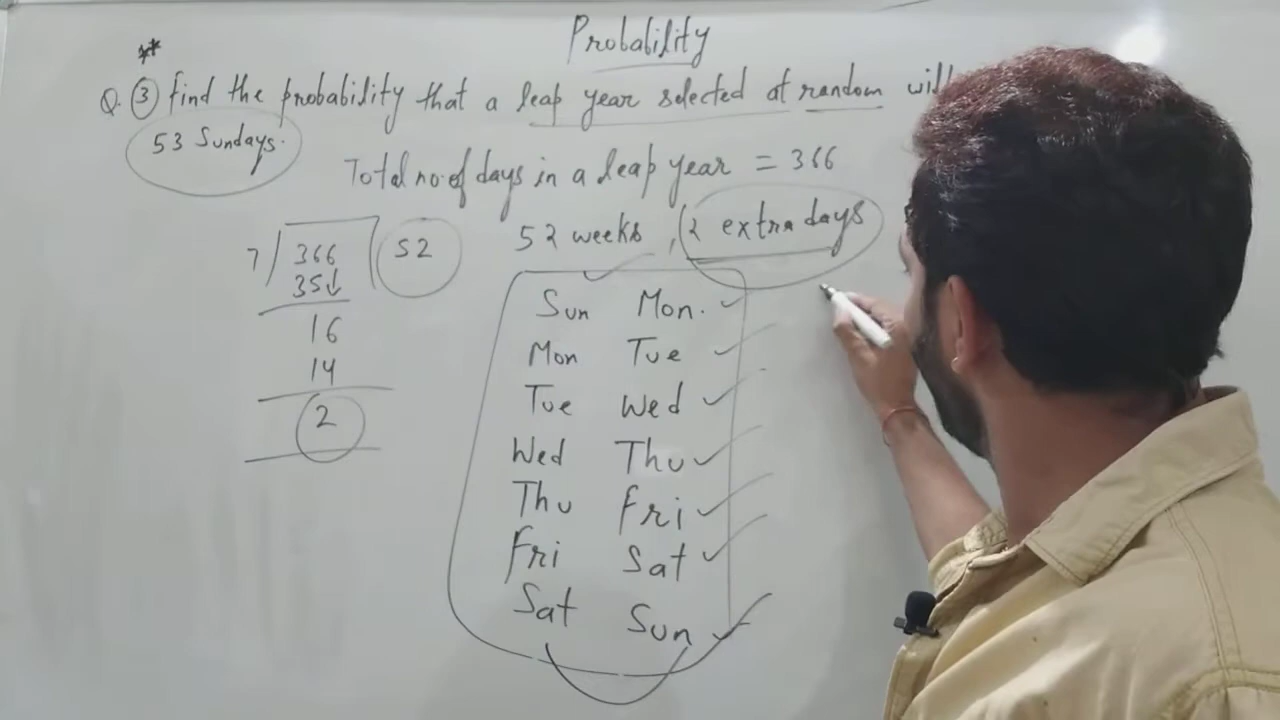 Probability
**
Q. 3 find the probability that a leap year selected at random will
53 Sundays.
Total no. of days in a leap year = 366
52 weeks, 2 extra days
7) 366 ( 52
35↓
16
14
2
Sun Mon.
Mon Tue
Tue Wed
Wed Thu
Thu Fri
Fri Sat
Sat Sun